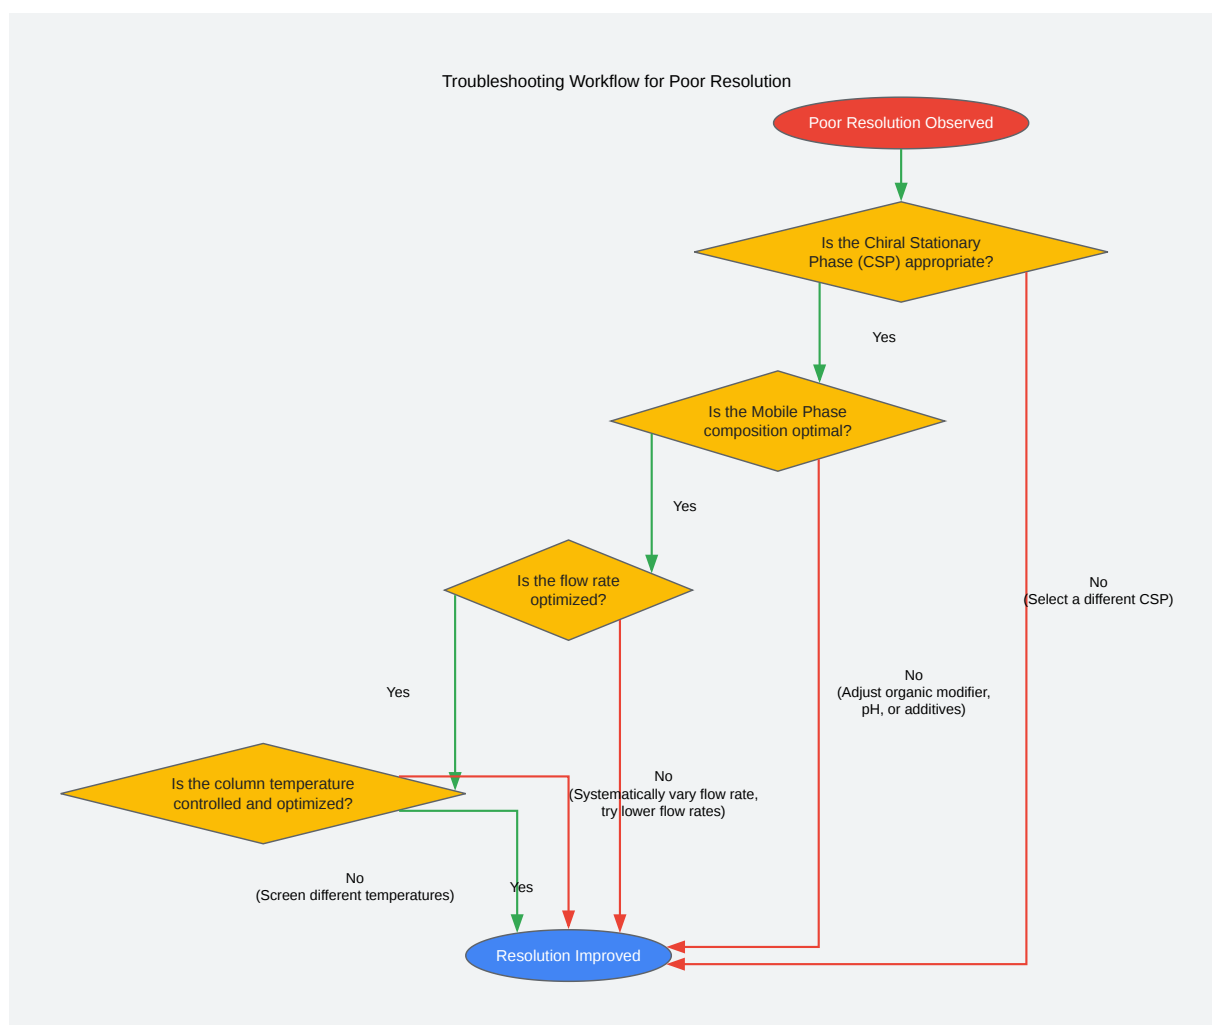 Troubleshooting Workflow for Poor Resolution
Poor Resolution Observed
Is the Chiral Stationary
Phase (CSP) appropriate?
Yes
Is the Mobile Phase
composition optimal?
Yes
Is the flow rate
optimized?
No
(Select a different CSP)
Yes
No
(Adjust organic modifier,
pH, or additives)
Is the column temperature
controlled and optimized?
No
(Systematically vary flow rate,
try lower flow rates)
No
(Screen different temperatures)
Yes
Resolution Improved